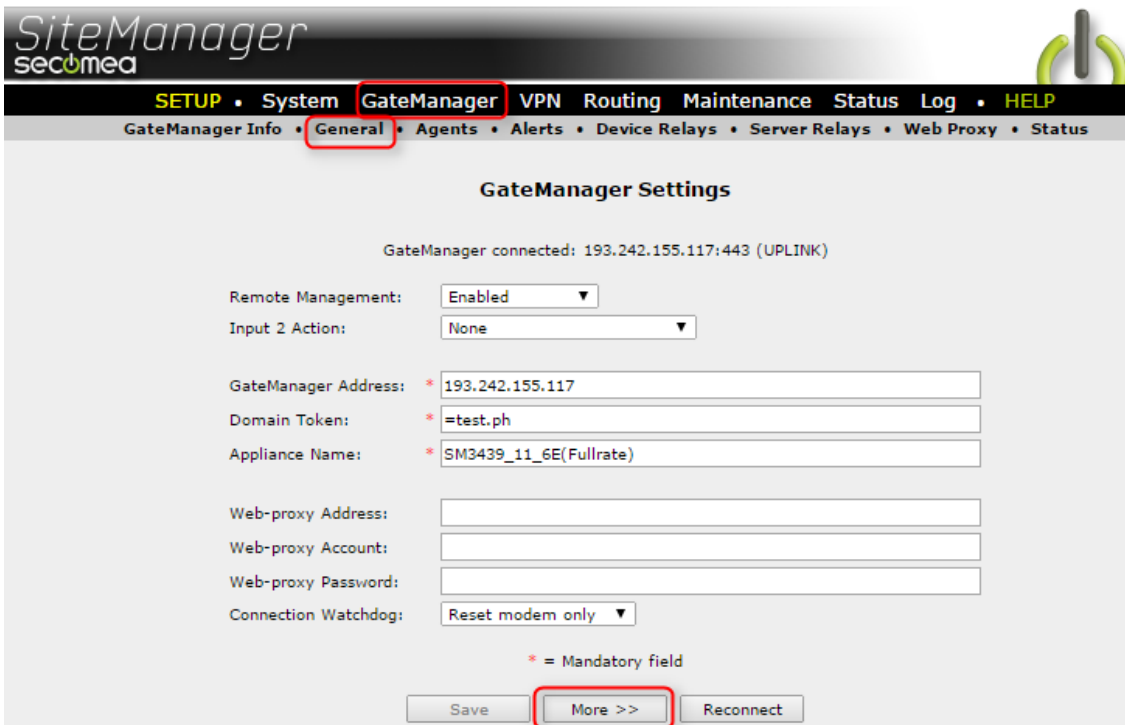 SiteManager
secomea
SETUP • System GateManager VPN Routing Maintenance Status Log • HELP
GateManager Info • General • Agents • Alerts • Device Relays • Server Relays • Web Proxy • Status
GateManager Settings
GateManager connected: 193.242.155.117:443 (UPLINK)
Remote Management: Enabled ▼
Input 2 Action: None ▼
GateManager Address: * 193.242.155.117
Domain Token: * =test.ph
Appliance Name: * SM3439_11_6E(Fullrate)
Web-proxy Address:
Web-proxy Account:
Web-proxy Password:
Connection Watchdog: Reset modem only ▼
* = Mandatory field
Save More >> Reconnect